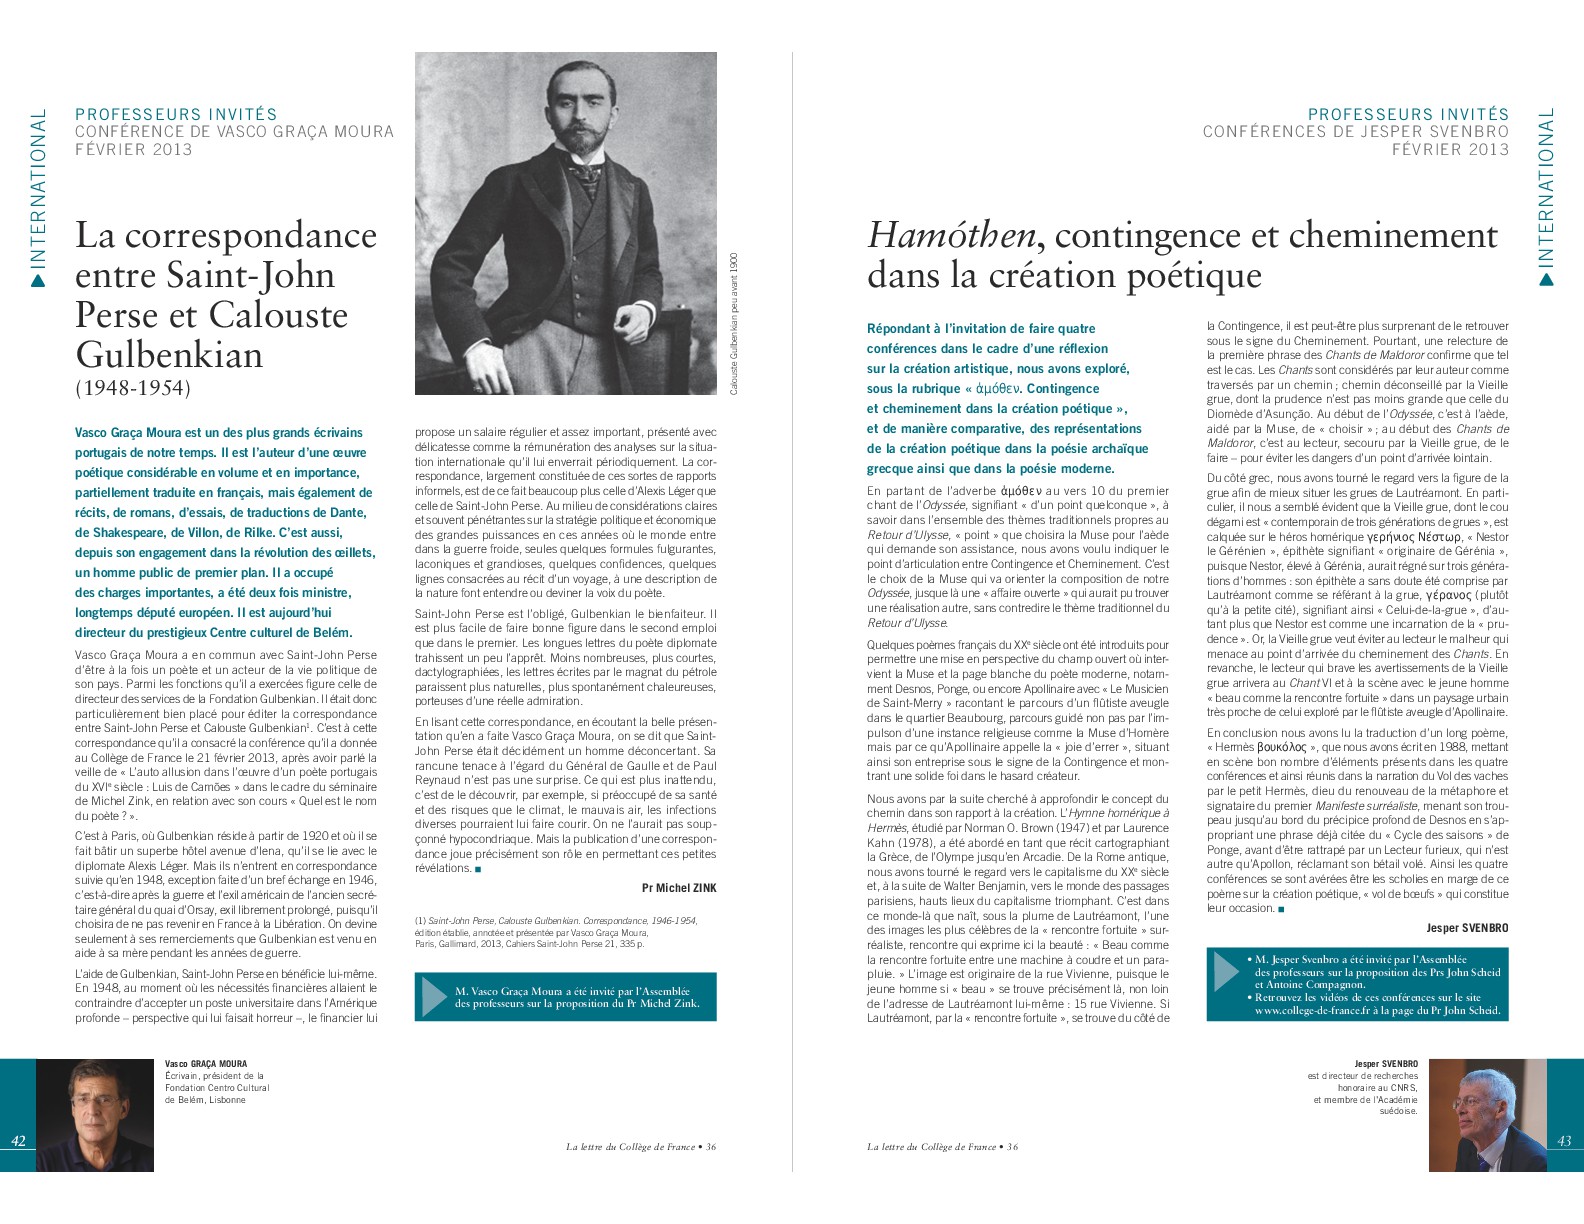 INTERNATIONAL
PROFESSEURS INVITÉS
CONFÉRENCE DE VASCO GRAÇA MOURA
FÉVRIER 2013
La correspondance
entre Saint-John
Perse et Calouste
Gulbenkian
(1948-1954)
Calouste Gulbenkian peu avant 1900
Vasco Graça Moura est un des plus grands écrivains
portugais de notre temps. Il est l'auteur d'une œuvre
poétique considérable en volume et en importance,
partiellement traduite en français, mais également de
récits, de romans, d'essais, de traductions de Dante,
de Shakespeare, de Villon, de Rilke. C'est aussi,
depuis son engagement dans la révolution des œillets,
un homme public de premier plan. Il a occupé
des charges importantes, a été deux fois ministre,
longtemps député européen. Il est aujourd'hui
directeur du prestigieux Centre culturel de Belém.
Vasco Graça Moura a en commun avec Saint-John Perse
d'être à la fois un poète et un acteur de la vie politique de
son pays. Parmi les fonctions qu'il a exercées figure celle de
directeur des services de la Fondation Gulbenkian. Il était donc
particulièrement bien placé pour éditer la correspondance
entre Saint-John Perse et Calouste Gulbenkian¹. C'est à cette
correspondance qu'il a consacré la conférence qu'il a donnée
au Collège de France le 21 février 2013, après avoir parlé la
veille de « L'auto allusion dans l'œuvre d'un poète portugais
du XVIᵉ siècle : Luis de Camões » dans le cadre du séminaire
de Michel Zink, en relation avec son cours « Quel est le nom
du poète ? ».
C'est à Paris, où Gulbenkian réside à partir de 1920 et où il se
fait bâtir un superbe hôtel avenue d'Iena, qu'il se lie avec le
diplomate Alexis Léger. Mais ils n'entrent en correspondance
suivie qu'en 1948, exception faite d'un bref échange en 1946,
c'est-à-dire après la guerre et l'exil américain de l'ancien secré-
taire général du quai d'Orsay, exil librement prolongé, puisqu'il
choisira de ne pas revenir en France à la Libération. On devine
seulement à ses remerciements que Gulbenkian est venu en
aide à sa mère pendant les années de guerre.
L'aide de Gulbenkian, Saint-John Perse en bénéficie lui-même.
En 1948, au moment où les nécessités financières allaient le
contraindre d'accepter un poste universitaire dans l'Amérique
profonde – perspective qui lui faisait horreur –, le financier lui
propose un salaire régulier et assez important, présenté avec
délicatesse comme la rémunération des analyses sur la situa-
tion internationale qu'il lui enverrait périodiquement. La cor-
respondance, largement constituée de ces sortes de rapports
informels, est de ce fait beaucoup plus celle d'Alexis Léger que
celle de Saint-John Perse. Au milieu de considérations claires
et souvent pénétrantes sur la stratégie politique et économique
des grandes puissances en ces années où le monde entre
dans la guerre froide, seules quelques formules fulgurantes,
laconiques et grandioses, quelques confidences, quelques
lignes consacrées au récit d'un voyage, à une description de
la nature font entendre ou deviner la voix du poète.
Saint-John Perse est l'obligé, Gulbenkian le bienfaiteur. Il
est plus facile de faire bonne figure dans le second emploi
que dans le premier. Les longues lettres du poète diplomate
trahissent un peu l'apprêt. Moins nombreuses, plus courtes,
dactylographiées, les lettres écrites par le magnat du pétrole
paraissent plus naturelles, plus spontanément chaleureuses,
porteuses d'une réelle admiration.
En lisant cette correspondance, en écoutant la belle présen-
tation qu'en a faite Vasco Graça Moura, on se dit que Saint-
John Perse était décidément un homme déconcertant. Sa
rancune tenace à l'égard du Général de Gaulle et de Paul
Reynaud n'est pas une surprise. Ce qui est plus inattendu,
c'est de le découvrir, par exemple, si préoccupé de sa santé
et des risques que le climat, le mauvais air, les infections
diverses pourraient lui faire courir. On ne l'aurait pas soup-
çonné hypocondriaque. Mais la publication d'une correspon-
dance joue précisément son rôle en permettant ces petites
révélations. ■
Pr Michel ZINK
(1) Saint-John Perse, Calouste Gulbenkian. Correspondance, 1946-1954,
édition établie, annotée et présentée par Vasco Graça Moura,
Paris, Gallimard, 2013, Cahiers Saint-John Perse 21, 335 p.
M. Vasco Graça Moura a été invité par l'Assemblée
des professeurs sur la proposition du Pr Michel Zink.
Vasco GRAÇA MOURA
Écrivain, président de la
Fondation Centro Cultural
de Belém, Lisbonne
42
La lettre du Collège de France • 36
INTERNATIONAL
PROFESSEURS INVITÉS
CONFÉRENCES DE JESPER SVENBRO
FÉVRIER 2013
Hamóthen, contingence et cheminement
dans la création poétique
Répondant à l'invitation de faire quatre
conférences dans le cadre d'une réflexion
sur la création artistique, nous avons exploré,
sous la rubrique « ἁμόθεν. Contingence
et cheminement dans la création poétique »,
et de manière comparative, des représentations
de la création poétique dans la poésie archaïque
grecque ainsi que dans la poésie moderne.
En partant de l'adverbe ἁμόθεν au vers 10 du premier
chant de l'Odyssée, signifiant « d'un point quelconque », à
savoir dans l'ensemble des thèmes traditionnels propres au
Retour d'Ulysse, « point » que choisira la Muse pour l'aède
qui demande son assistance, nous avons voulu indiquer le
point d'articulation entre Contingence et Cheminement. C'est
le choix de la Muse qui va orienter la composition de notre
Odyssée, jusque là une « affaire ouverte » qui aurait pu trouver
une réalisation autre, sans contredire le thème traditionnel du
Retour d'Ulysse.
Quelques poèmes français du XXᵉ siècle ont été introduits pour
permettre une mise en perspective du champ ouvert où inter-
vient la Muse et la page blanche du poète moderne, notam-
ment Desnos, Ponge, ou encore Apollinaire avec « Le Musicien
de Saint-Merry » racontant le parcours d'un flûtiste aveugle
dans le quartier Beaubourg, parcours guidé non pas par l'im-
pulson d'une instance religieuse comme la Muse d'Homère
mais par ce qu'Apollinaire appelle la « joie d'errer », situant
ainsi son entreprise sous le signe de la Contingence et mon-
trant une solide foi dans le hasard créateur.
Nous avons par la suite cherché à approfondir le concept du
chemin dans son rapport à la création. L'Hymne homérique à
Hermès, étudié par Norman O. Brown (1947) et par Laurence
Kahn (1978), a été abordé en tant que récit cartographiant
la Grèce, de l'Olympe jusqu'en Arcadie. De la Rome antique,
nous avons tourné le regard vers le capitalisme du XXᵉ siècle
et, à la suite de Walter Benjamin, vers le monde des passages
parisiens, hauts lieux du capitalisme triomphant. C'est dans
ce monde-là que naît, sous la plume de Lautréamont, l'une
des images les plus célèbres de la « rencontre fortuite » sur-
réaliste, rencontre qui exprime ici la beauté : « Beau comme
la rencontre fortuite entre une machine à coudre et un para-
pluie. » L'image est originaire de la rue Vivienne, puisque le
jeune homme si « beau » se trouve précisément là, non loin
de l'adresse de Lautréamont lui-même : 15 rue Vivienne. Si
Lautréamont, par la « rencontre fortuite », se trouve du côté de
la Contingence, il est peut-être plus surprenant de le retrouver
sous le signe du Cheminement. Pourtant, une relecture de
la première phrase des Chants de Maldoror confirme que tel
est le cas. Les Chants sont considérés par leur auteur comme
traversés par un chemin ; chemin déconseillé par la Vieille
grue, dont la prudence n'est pas moins grande que celle du
Diomède d'Asunção. Au début de l'Odyssée, c'est à l'aède,
aidé par la Muse, de « choisir » ; au début des Chants de
Maldoror, c'est au lecteur, secouru par la Vieille grue, de le
faire – pour éviter les dangers d'un point d'arrivée lointain.
Du côté grec, nous avons tourné le regard vers la figure de la
grue afin de mieux situer les grues de Lautréamont. En parti-
culier, il nous a semblé évident que la Vieille grue, dont le cou
dégarni est « contemporain de trois générations de grues », est
calquée sur le héros homérique γερήνιος Νέστωρ, « Nestor
le Gérénien », épithète signifiant « originaire de Gérénia »,
puisque Nestor, élevé à Gérénia, aurait régné sur trois généra-
tions d'hommes : son épithète a sans doute été comprise par
Lautréamont comme se référant à la grue, γέρανος (plutôt
qu'à la petite cité), signifiant ainsi « Celui-de-la-grue », d'au-
tant plus que Nestor est comme une incarnation de la « pru-
dence ». Or, la Vieille grue veut éviter au lecteur le malheur qui
menace au point d'arrivée du cheminement des Chants. En
revanche, le lecteur qui brave les avertissements de la Vieille
grue arrivera au Chant VI et à la scène avec le jeune homme
« beau comme la rencontre fortuite » dans un paysage urbain
très proche de celui exploré par le flûtiste aveugle d'Apollinaire.
En conclusion nous avons lu la traduction d'un long poème,
« Hermès βουκόλος », que nous avons écrit en 1988, mettant
en scène bon nombre d'éléments présents dans les quatre
conférences et ainsi réunis dans la narration du Vol des vaches
par le petit Hermès, dieu du renouveau de la métaphore et
signataire du premier Manifeste surréaliste, menant son trou-
peau jusqu'au bord du précipice profond de Desnos en s'ap-
propriant une phrase déjà citée du « Cycle des saisons » de
Ponge, avant d'être rattrapé par un Lecteur furieux, qui n'est
autre qu'Apollon, réclamant son bétail volé. Ainsi les quatre
conférences se sont avérées être les scholies en marge de ce
poème sur la création poétique, « vol de bœufs » qui constitue
leur occasion. ■
Jesper SVENBRO
• M. Jesper Svenbro a été invité par l'Assemblée
des professeurs sur la proposition des Prs John Scheid
et Antoine Compagnon.
• Retrouvez les vidéos de ces conférences sur le site
www.college-de-france.fr à la page du Pr John Scheid.
Jesper SVENBRO
est directeur de recherches
honoraire au CNRS,
et membre de l'Académie
suédoise.
La lettre du Collège de France • 36
43